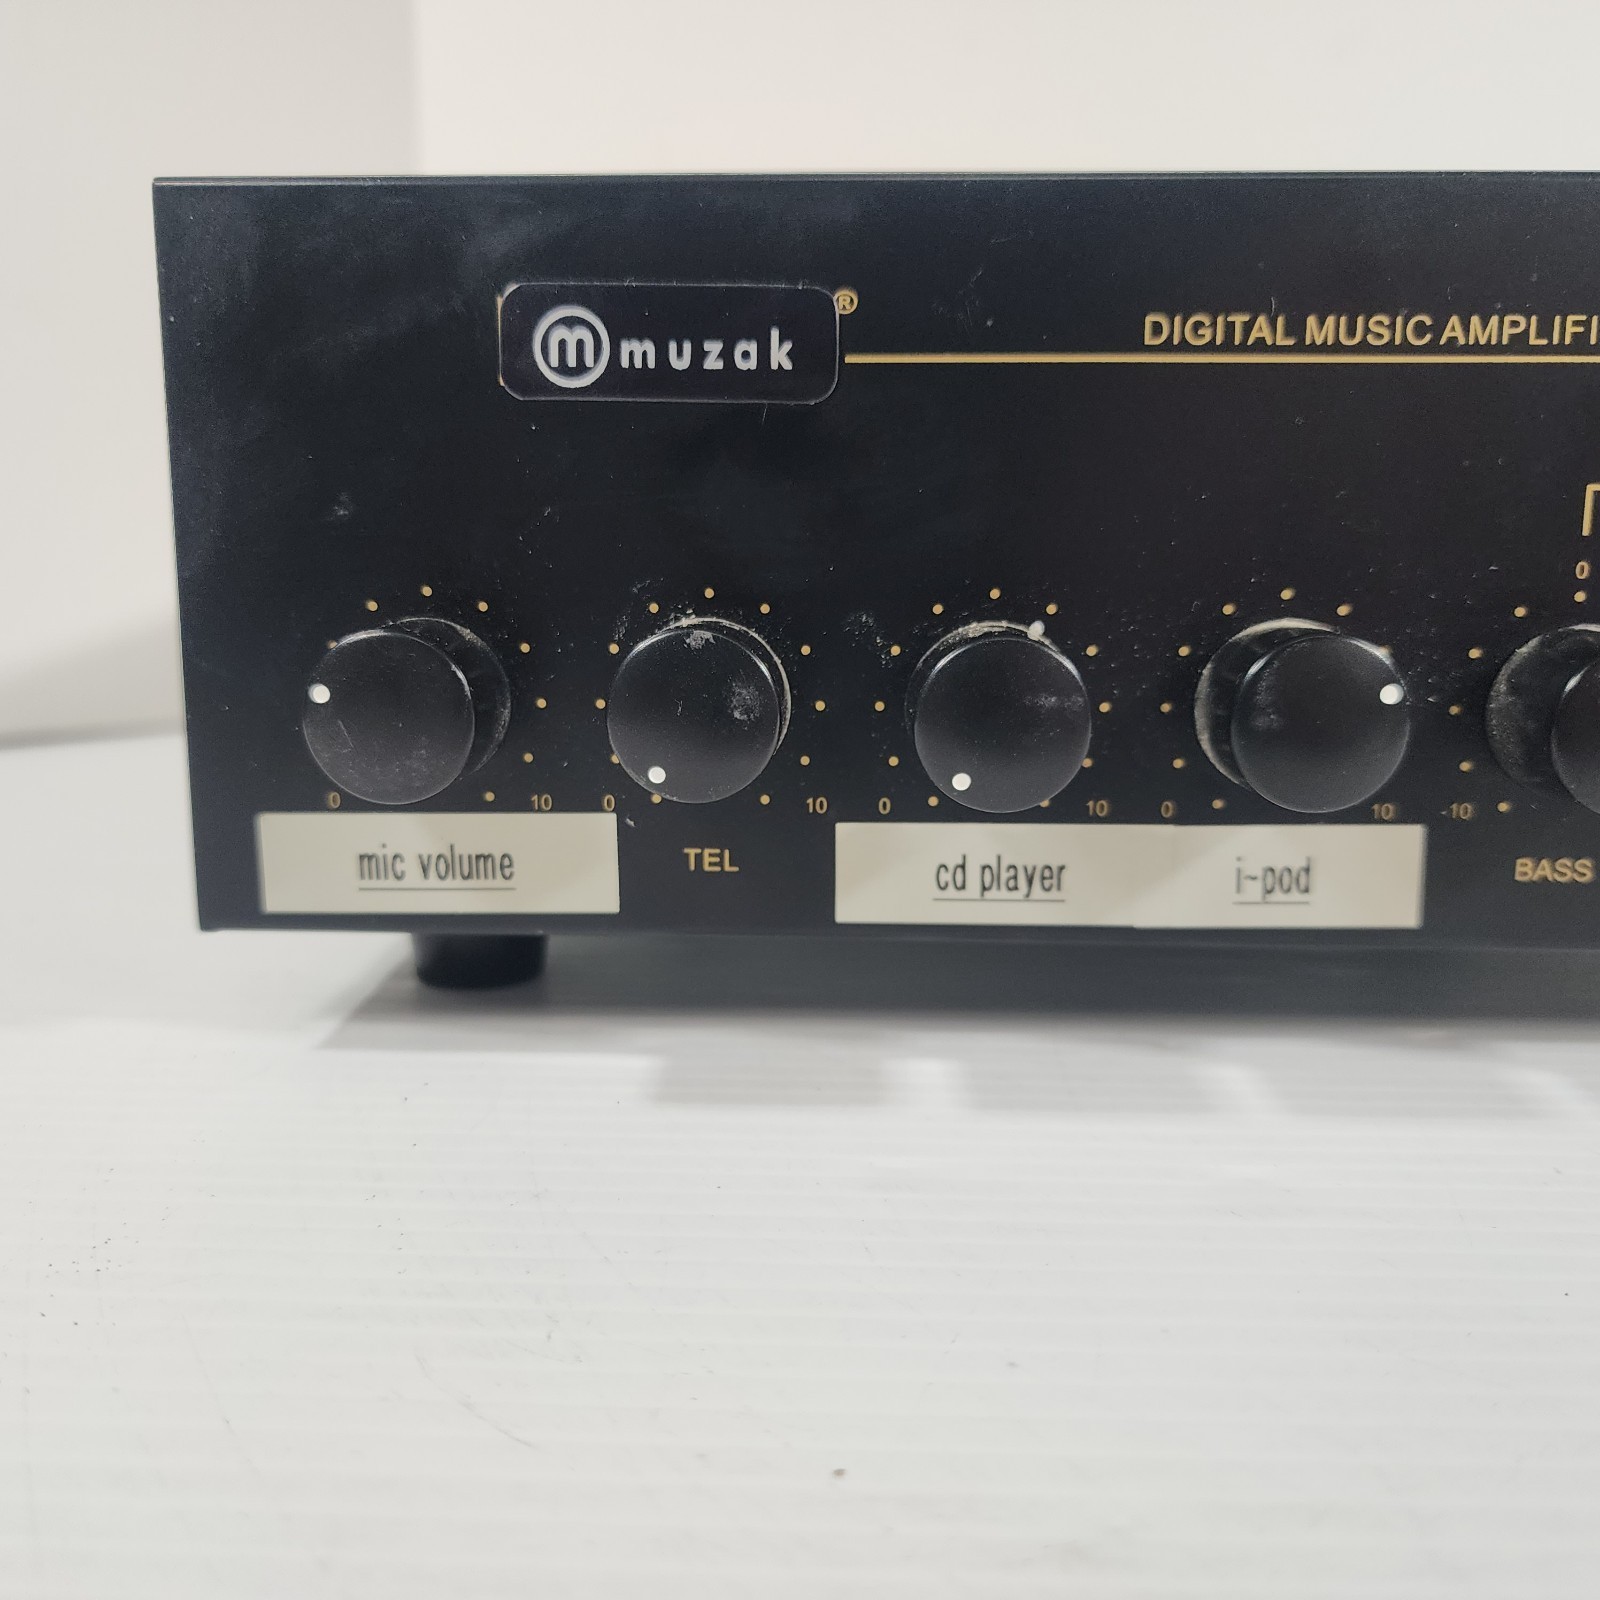 m muzak ®
DIGITAL MUSIC AMPLIFI
0
0 10 0 10 0 10 0 10 -10
mic volume TEL cd player i-pod BASS